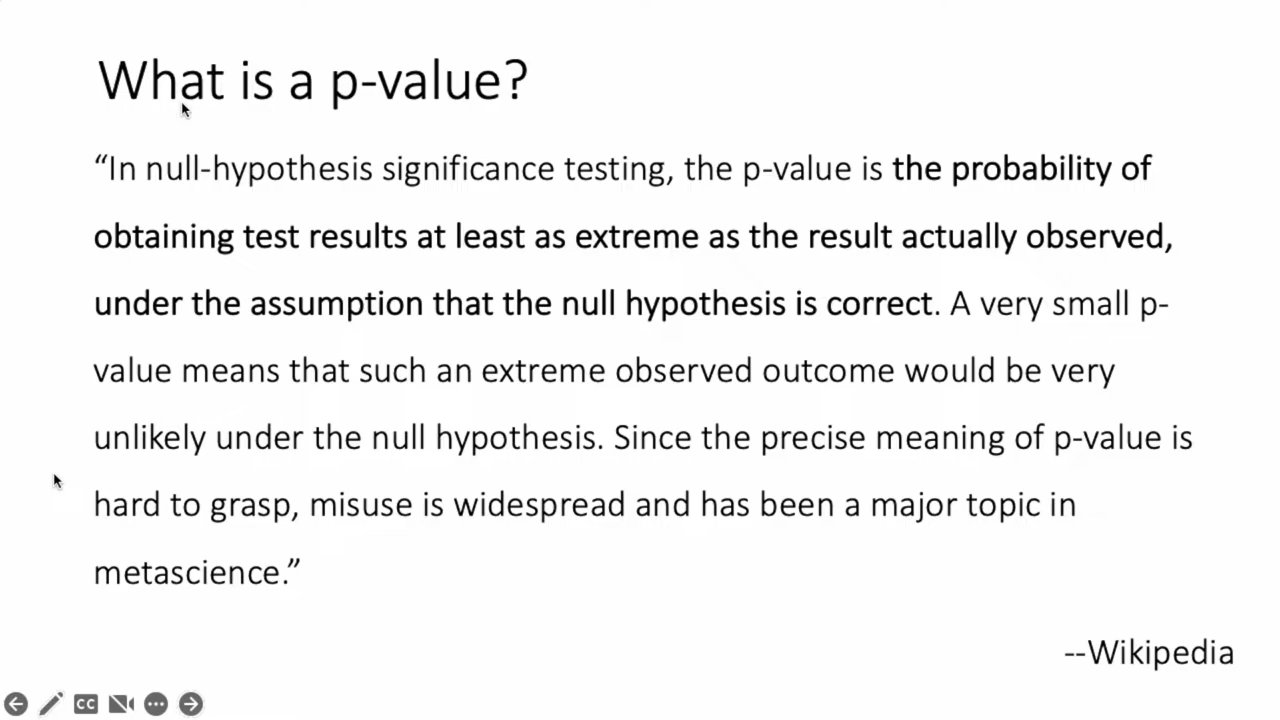 What is a p-value?
“In null-hypothesis significance testing, the p-value is the probability of
obtaining test results at least as extreme as the result actually observed,
under the assumption that the null hypothesis is correct. A very small p-
value means that such an extreme observed outcome would be very
unlikely under the null hypothesis. Since the precise meaning of p-value is
hard to grasp, misuse is widespread and has been a major topic in
metascience.”
--Wikipedia
CC